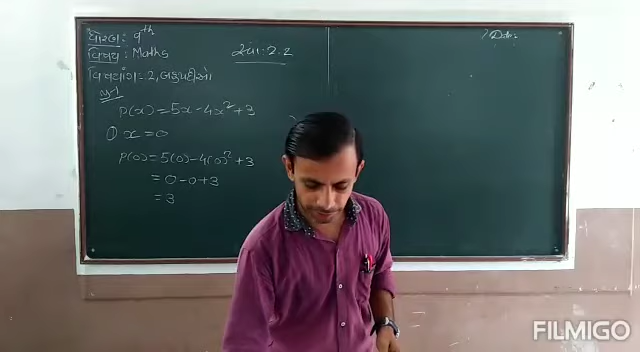 ધોરણ: 9th
વિષય: Maths
સ્વા: 2.2
વિષયાંગ: 2, બહુપદીઓ
P(x) = 5x - 4x² + 3
① x = 0
P(0) = 5(0) - 4(0)² + 3
= 0 - 0 + 3
= 3
FILMIGO